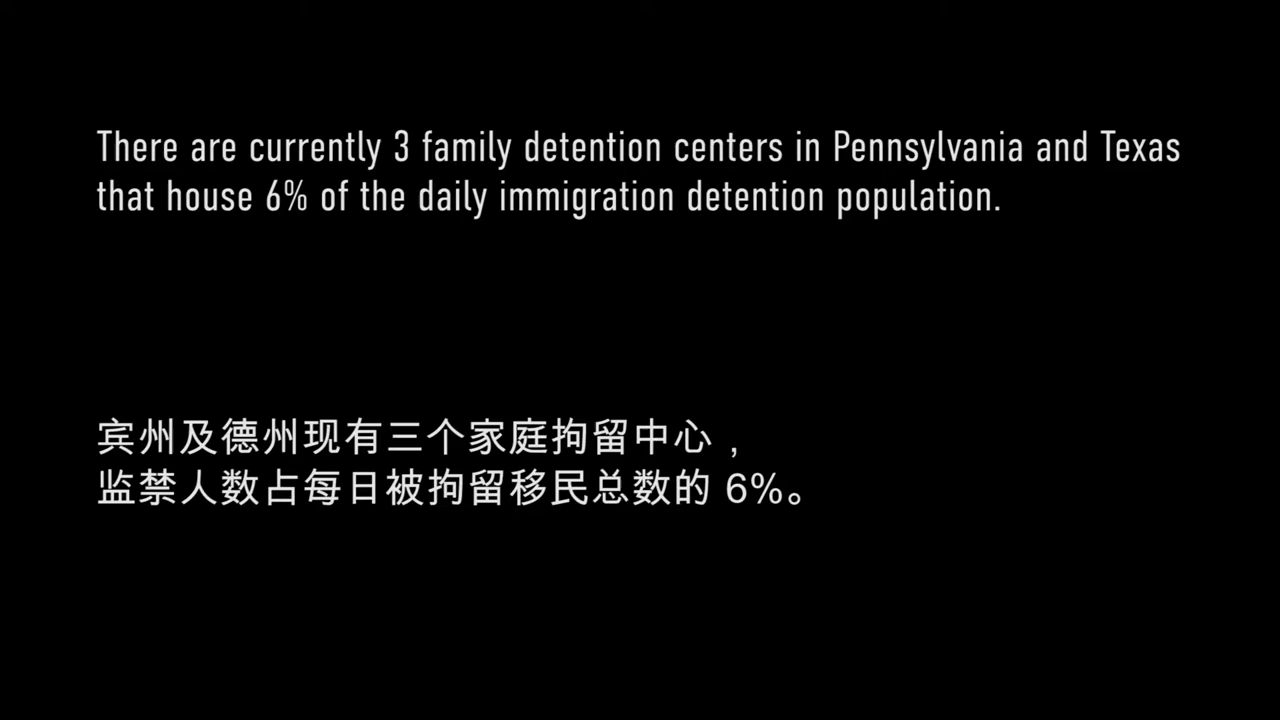 There are currently 3 family detention centers in Pennsylvania and Texas
that house 6% of the daily immigration detention population.
宾州及德州现有三个家庭拘留中心，
监禁人数占每日被拘留移民总数的 6%。